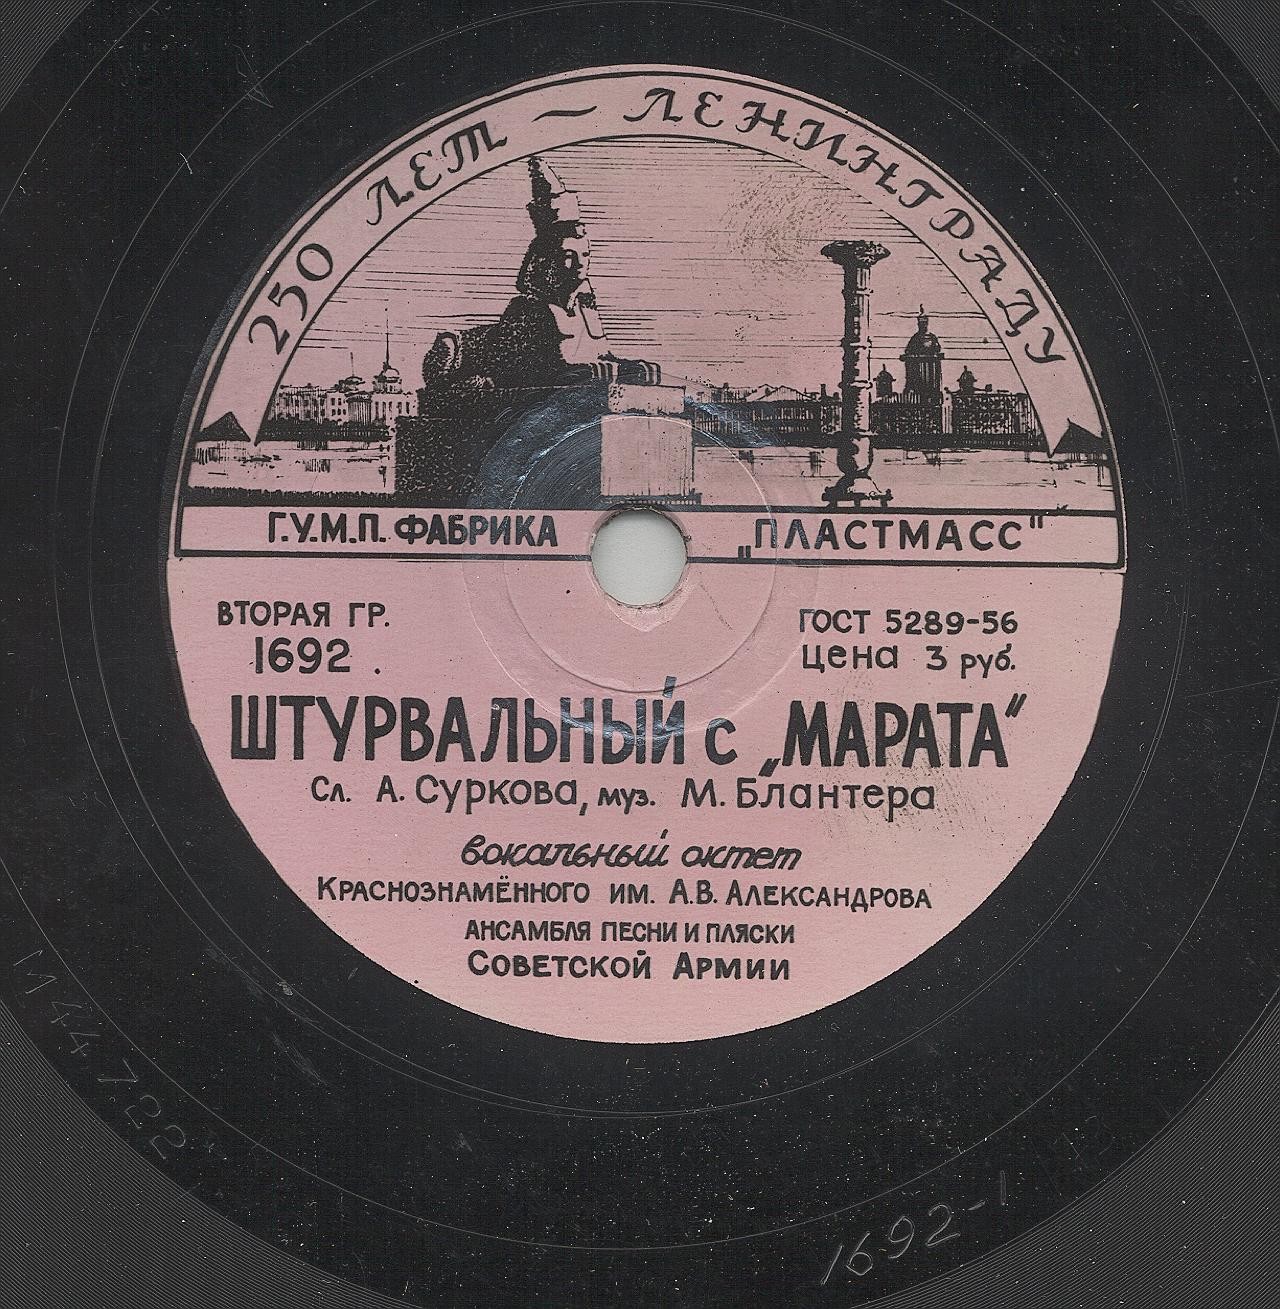 250 ЛЕТ — ЛЕНИНГРАДУ
Г.У.М.П. ФАБРИКА „ПЛАСТМАСС"
ВТОРАЯ ГР. ГОСТ 5289-56
1692. цена 3 руб.
ШТУРВАЛЬНЫЙ с „МАРАТА"
Сл. А. Суркова, муз. М. Блантера
вокальный октет
КРАСНОЗНАМЁННОГО ИМ. А.В. АЛЕКСАНДРОВА
АНСАМБЛЯ ПЕСНИ И ПЛЯСКИ
СОВЕТСКОЙ АРМИИ
1692-1